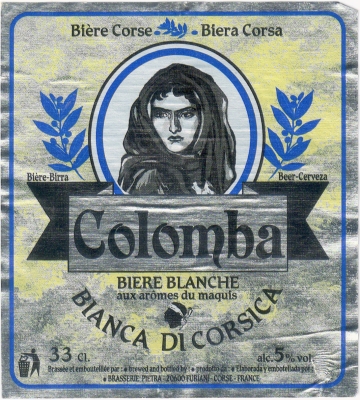 Bière Corse - Biera Corsa
Bière-Birra
Beer-Cerveza
Colomba
BIERE BLANCHE
aux arômes du maquis
BIANCA DI CORSICA
33 Cl.
alc. 5% vol.
Brassée et embouteillée par : • brewed and bottled by : • prodotto da : • Elaborada y embotellada por :
• BRASSERIE PIETRA - 20600 FURIANI - CORSE - FRANCE